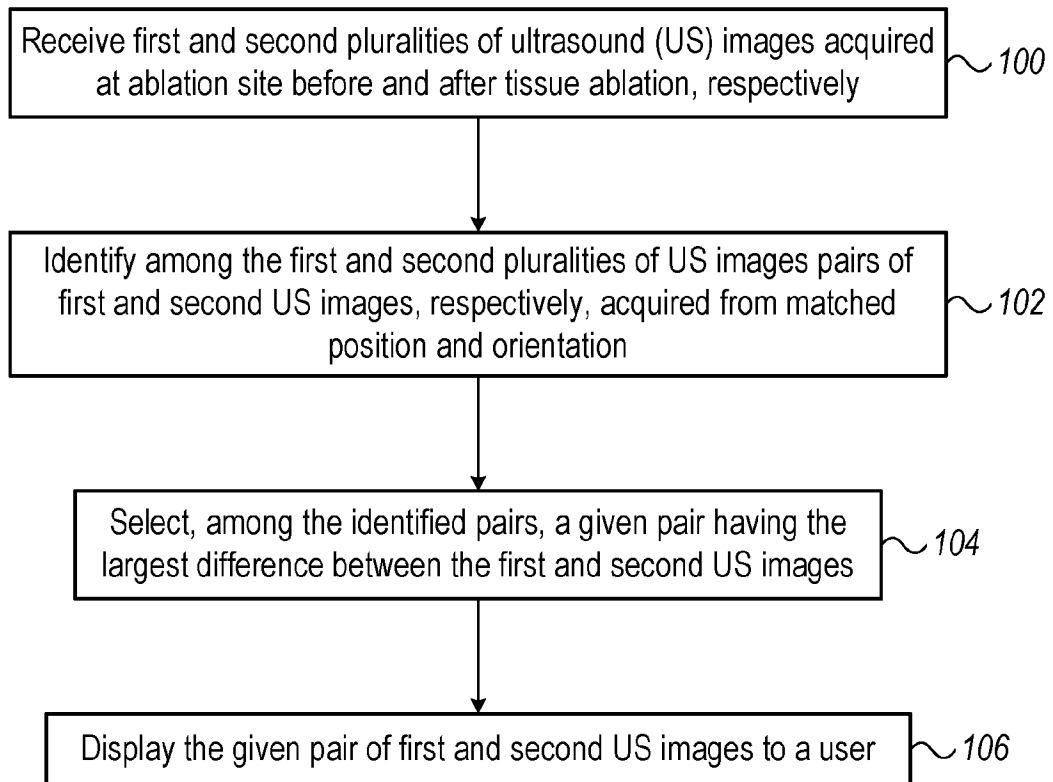 Receive first and second pluralities of ultrasound (US) images acquired
at ablation site before and after tissue ablation, respectively
100
Identify among the first and second pluralities of US images pairs of
first and second US images, respectively, acquired from matched
position and orientation
102
Select, among the identified pairs, a given pair having the
largest difference between the first and second US images
104
Display the given pair of first and second US images to a user
106